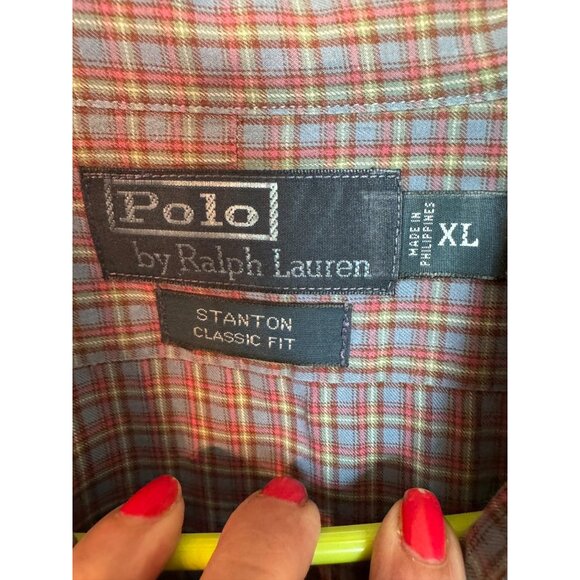 Polo
by Ralph Lauren
MADE IN
PHILIPPINES
XL
STANTON
CLASSIC FIT